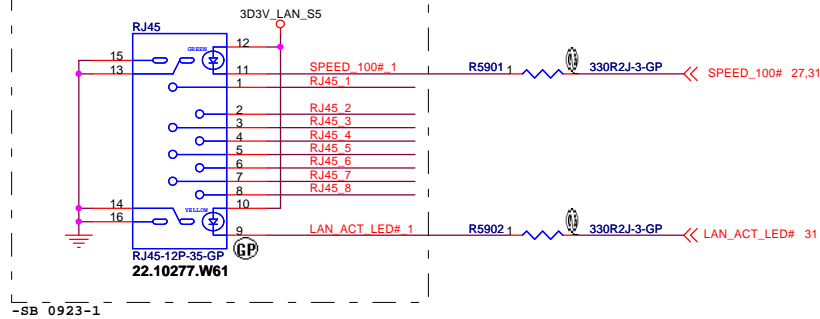 3D3V_LAN_S5
RJ45
GREEN
12
15
13
11
SPEED_100#_1
R5901
1
330R2J-3-GP
SPEED_100# 27,31
1
RJ45_1
2
RJ45_2
3
RJ45_3
4
RJ45_4
5
RJ45_5
6
RJ45_6
7
RJ45_7
8
RJ45_8
14
10
16
YELLOW
9
LAN_ACT_LED#_1
R5902
1
330R2J-3-GP
LAN_ACT_LED# 31
GP
RJ45-12P-35-GP
22.10277.W61
-SB 0923-1